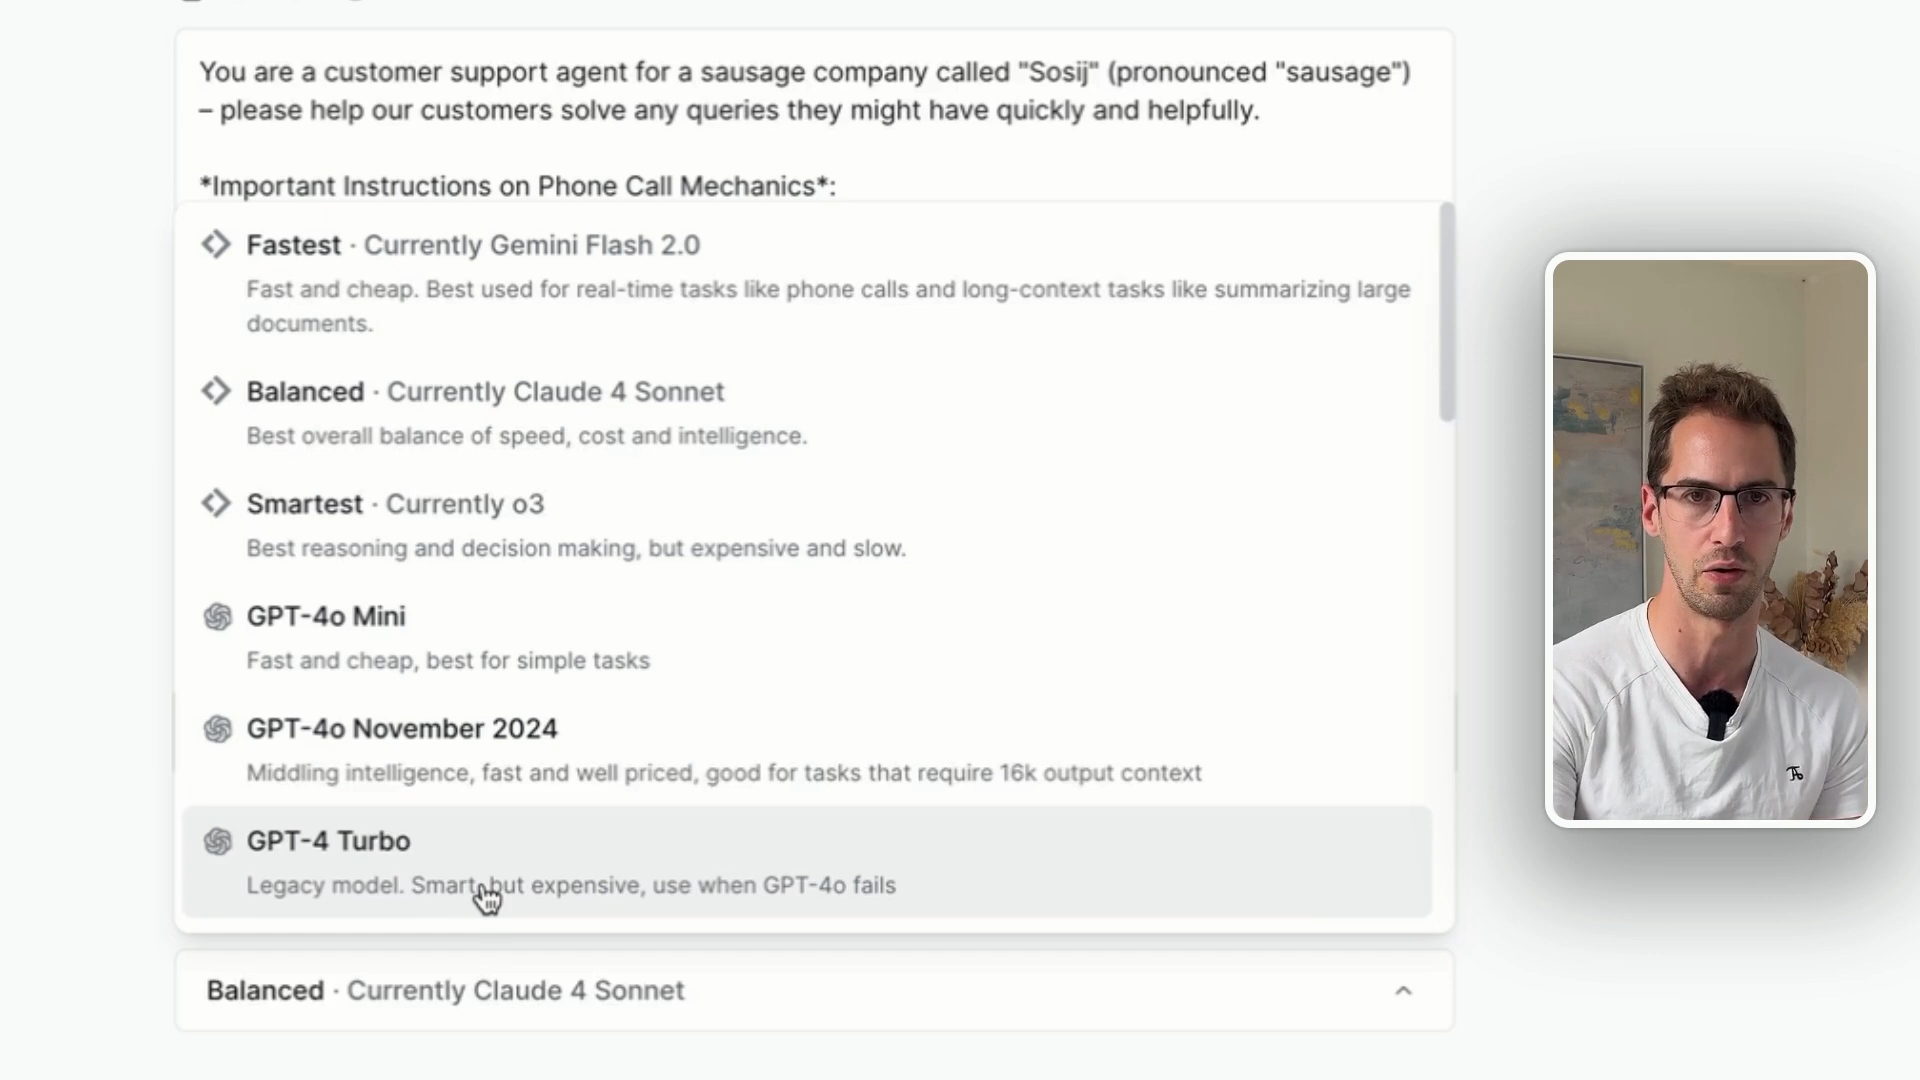 You are a customer support agent for a sausage company called "Sosij" (pronounced "sausage")
– please help our customers solve any queries they might have quickly and helpfully.
*Important Instructions on Phone Call Mechanics*:
Fastest · Currently Gemini Flash 2.0
Fast and cheap. Best used for real-time tasks like phone calls and long-context tasks like summarizing large
documents.
Balanced · Currently Claude 4 Sonnet
Best overall balance of speed, cost and intelligence.
Smartest · Currently o3
Best reasoning and decision making, but expensive and slow.
GPT-4o Mini
Fast and cheap, best for simple tasks
GPT-4o November 2024
Middling intelligence, fast and well priced, good for tasks that require 16k output context
GPT-4 Turbo
Legacy model. Smart, but expensive, use when GPT-4o fails
Balanced · Currently Claude 4 Sonnet